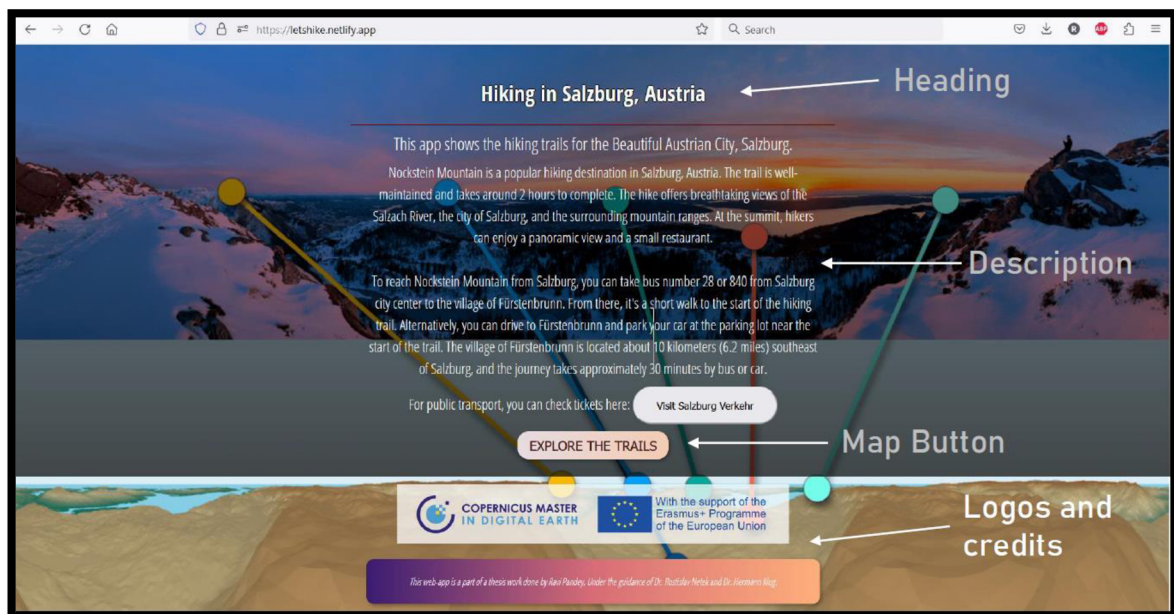 https://letshike.netlify.app
Search
Hiking in Salzburg, Austria
Heading
This app shows the hiking trails for the Beautiful Austrian City, Salzburg.
Nockstein Mountain is a popular hiking destination in Salzburg, Austria. The trail is well-
maintained and takes around 2 hours to complete. The hike offers breathtaking views of the
Salzach River, the city of Salzburg, and the surrounding mountain ranges. At the summit, hikers
can enjoy a panoramic view and a small restaurant.
Description
To reach Nockstein Mountain from Salzburg, you can take bus number 28 or 840 from Salzburg
city center to the village of Fürstenbrunn. From there, it's a short walk to the start of the hiking
trail. Alternatively, you can drive to Fürstenbrunn and park your car at the parking lot near the
start of the trail. The village of Fürstenbrunn is located about 10 kilometers (6.2 miles) southeast
of Salzburg, and the journey takes approximately 30 minutes by bus or car.
For public transport, you can check tickets here: Visit Salzburg Verkehr
EXPLORE THE TRAILS
Map Button
COPERNICUS MASTER
IN DIGITAL EARTH
With the support of the
Erasmus+ Programme
of the European Union
Logos and
credits
This web-app is a part of a thesis work done by Ravi Pandey, Under the guidance of Dr. Rostislav Netek and Dr. Hermann Klug.